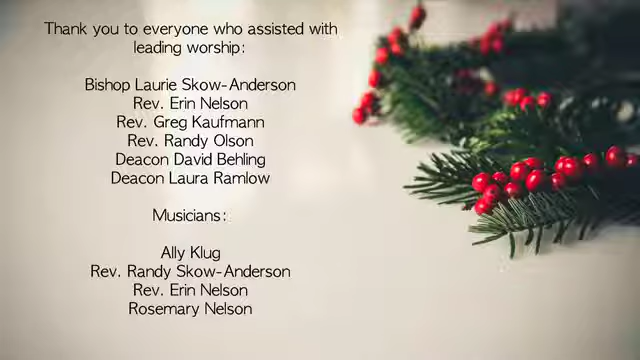 Thank you to everyone who assisted with
leading worship:
Bishop Laurie Skow-Anderson
Rev. Erin Nelson
Rev. Greg Kaufmann
Rev. Randy Olson
Deacon David Behling
Deacon Laura Ramlow
Musicians:
Ally Klug
Rev. Randy Skow-Anderson
Rev. Erin Nelson
Rosemary Nelson